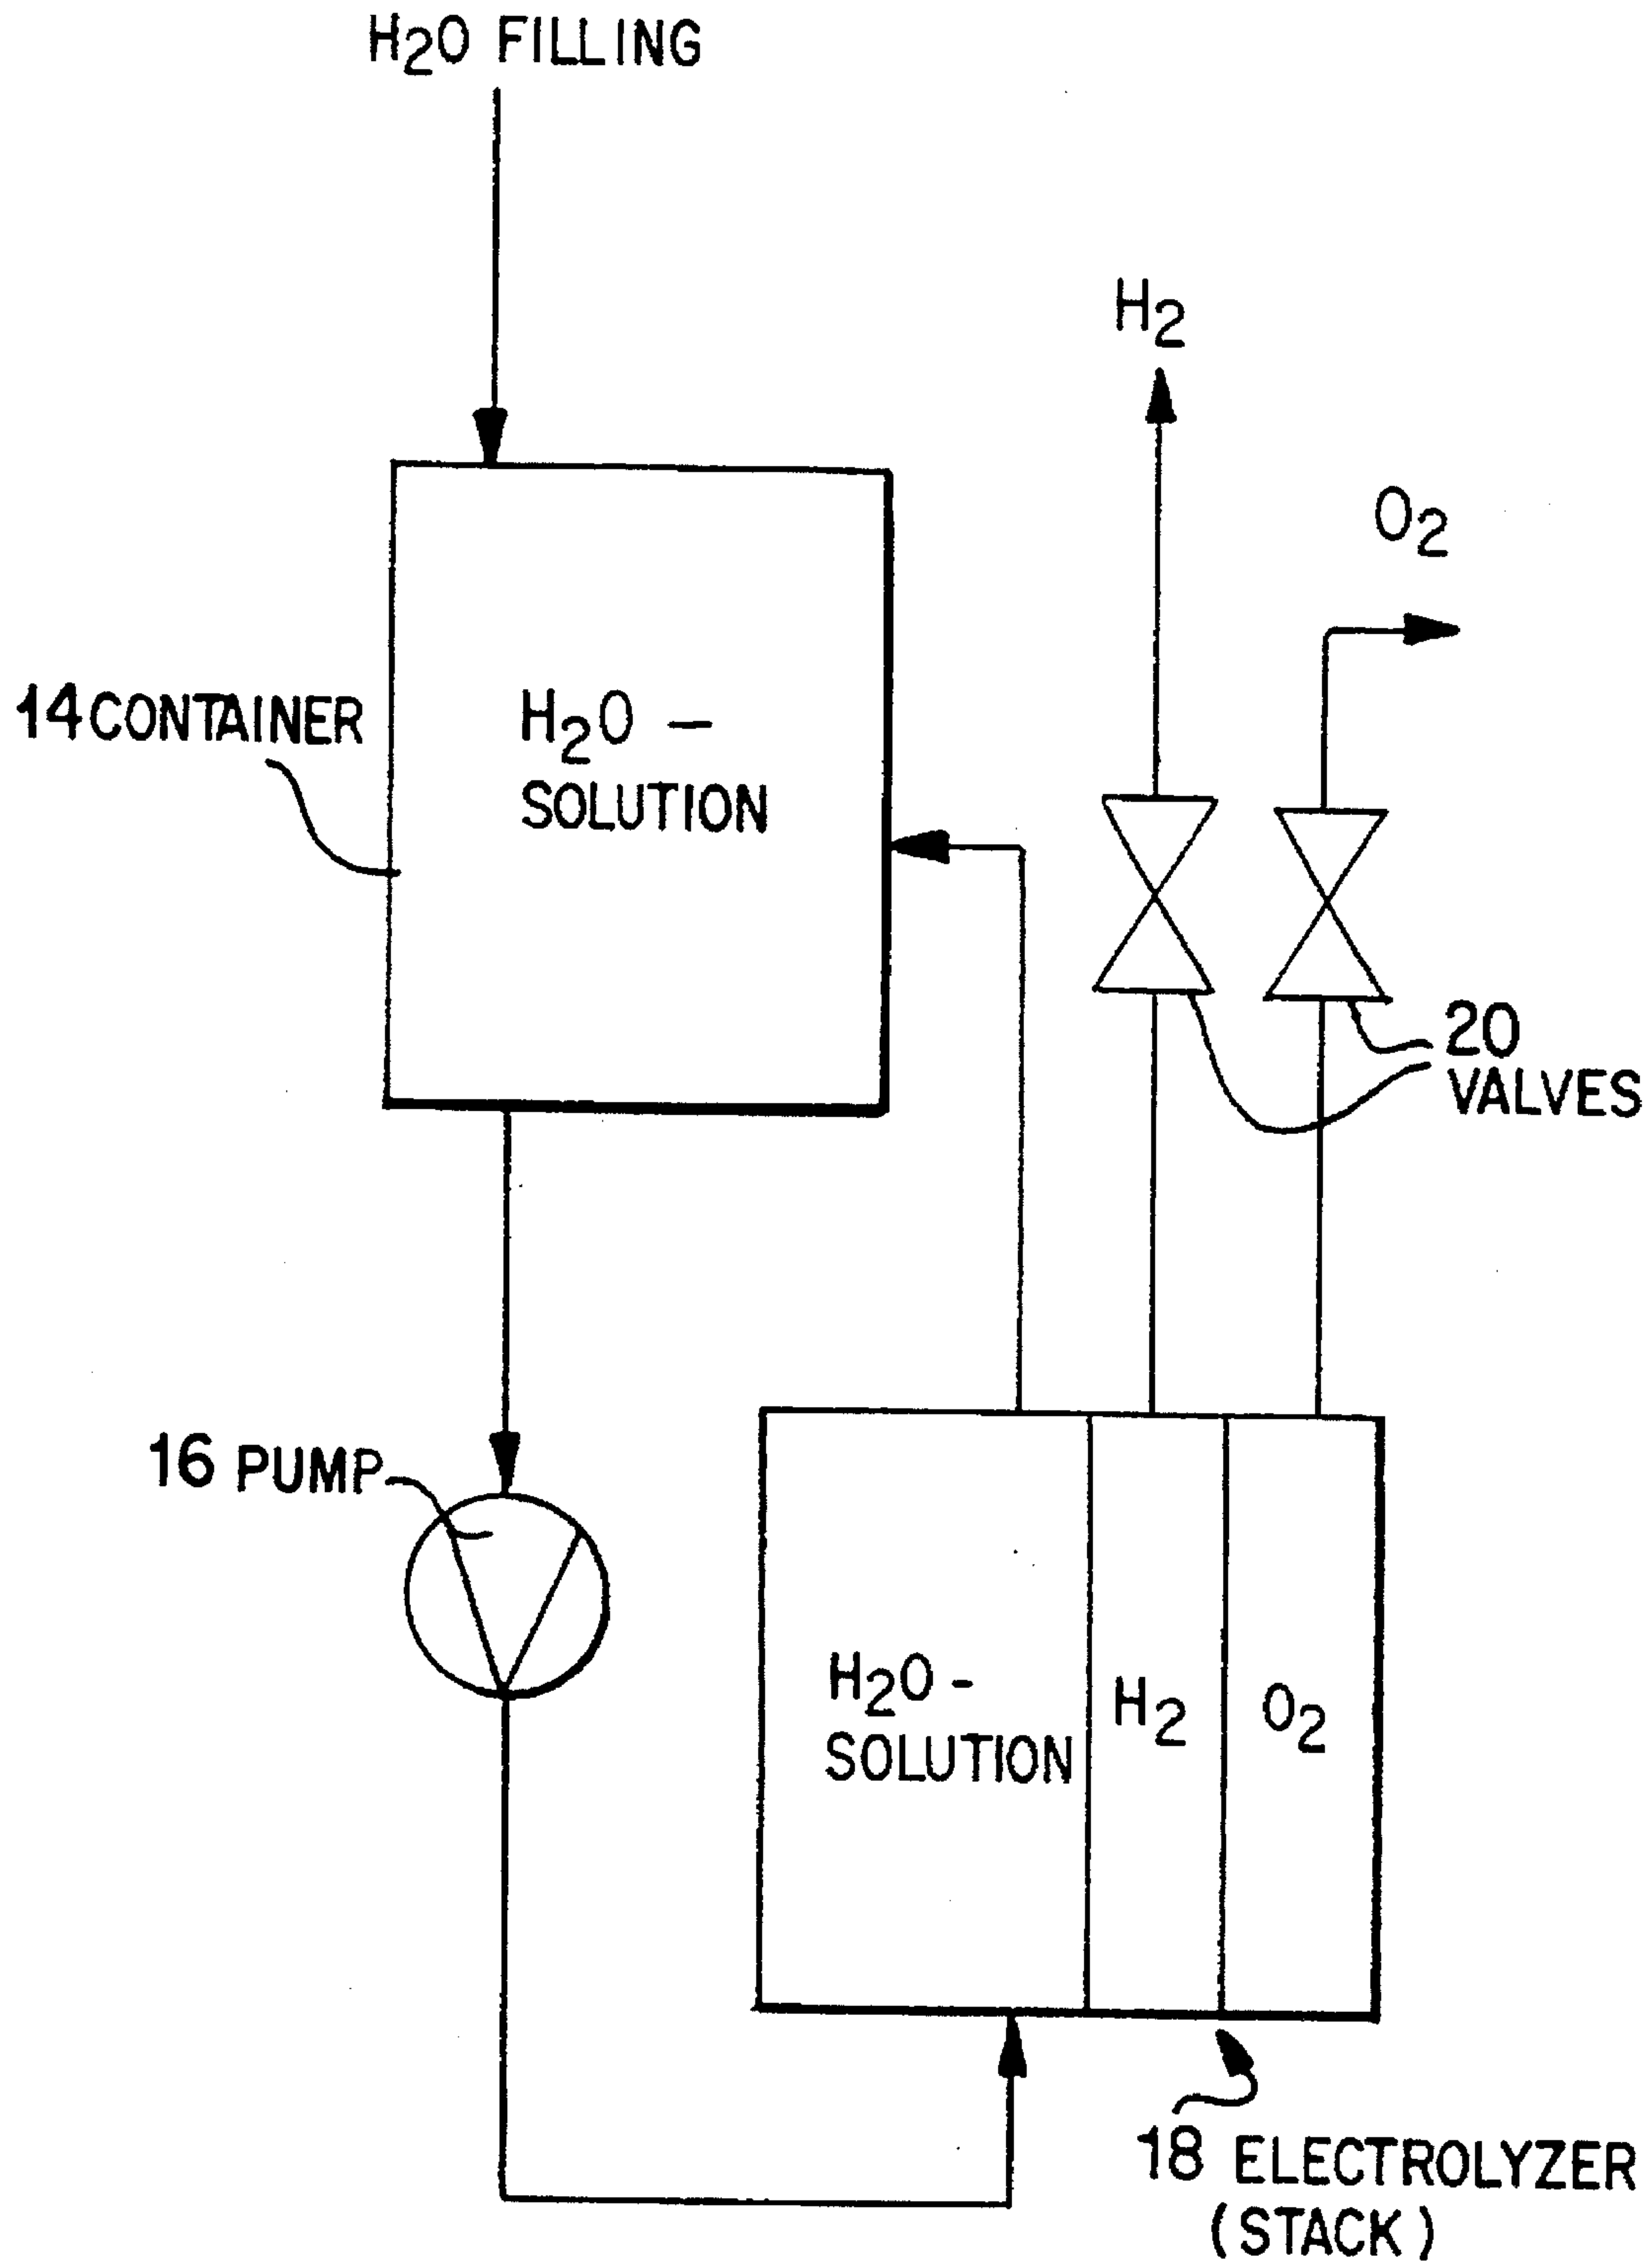 H2O FILLING
H2
O2
14 CONTAINER
H2O –
SOLUTION
20
VALVES
16 PUMP
H2O -
SOLUTION
H2
O2
18 ELECTROLYZER
(STACK)